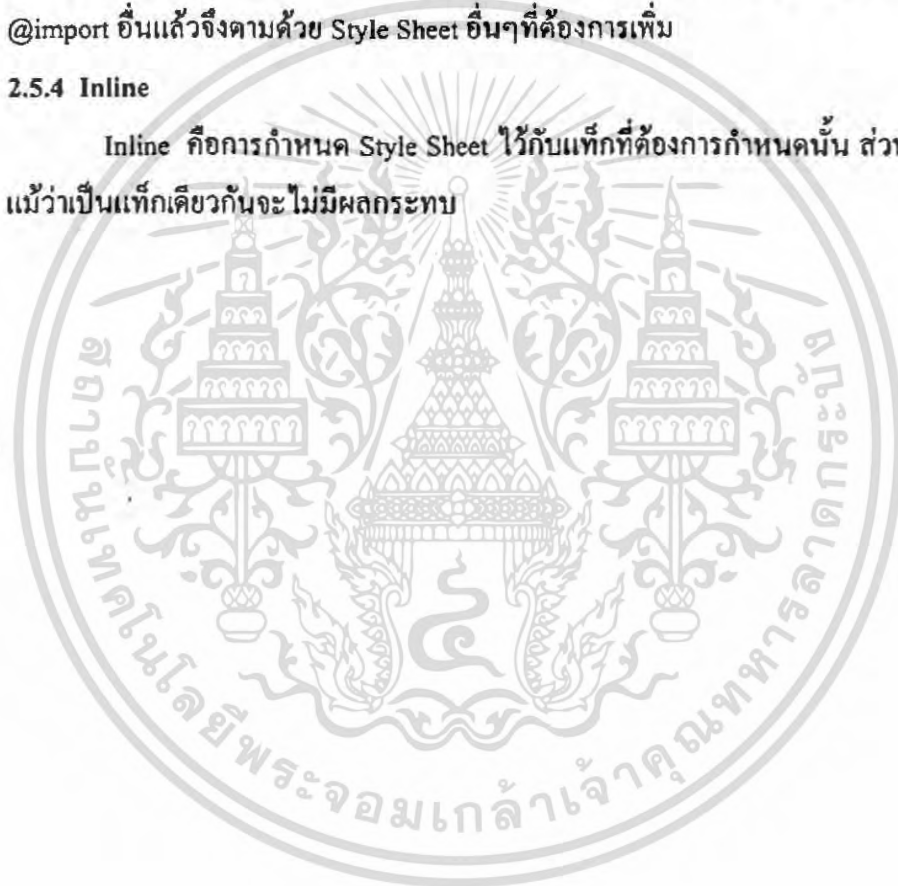 @import อื่นแล้วจึงตามด้วย Style Sheet อื่นๆที่ต้องการเพิ่ม
2.5.4 Inline
Inline คือการกำหนด Style Sheet ไว้กับแท็กที่ต้องการกำหนดนั้น ส่วน
แม้ว่าเป็นแท็กเดียวกันจะไม่มีผลกระทบ
สถาบันเทคโนโลยีพระจอมเกล้าเจ้าคุณทหารลาดกระบัง